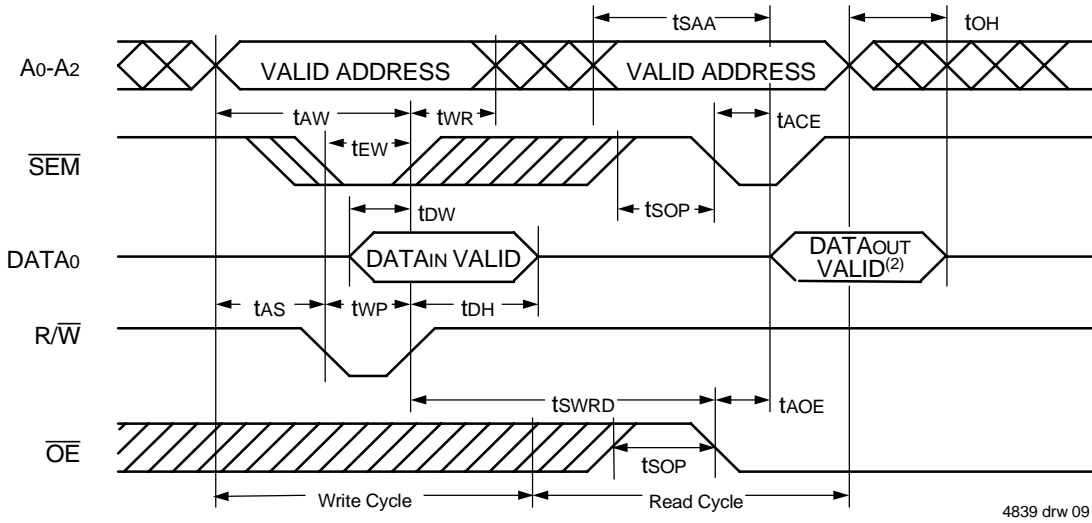 tSAA
tOH
A0-A2
VALID ADDRESS
VALID ADDRESS
tAW
tWR
tACE
tEW
SEM
tSOP
tDW
DATA0
DATAIN VALID
DATAOUT
VALID(2)
tAS
tWP
tDH
R/W
tSWRD
tAOE
OE
tSOP
Write Cycle
Read Cycle
4839 drw 09